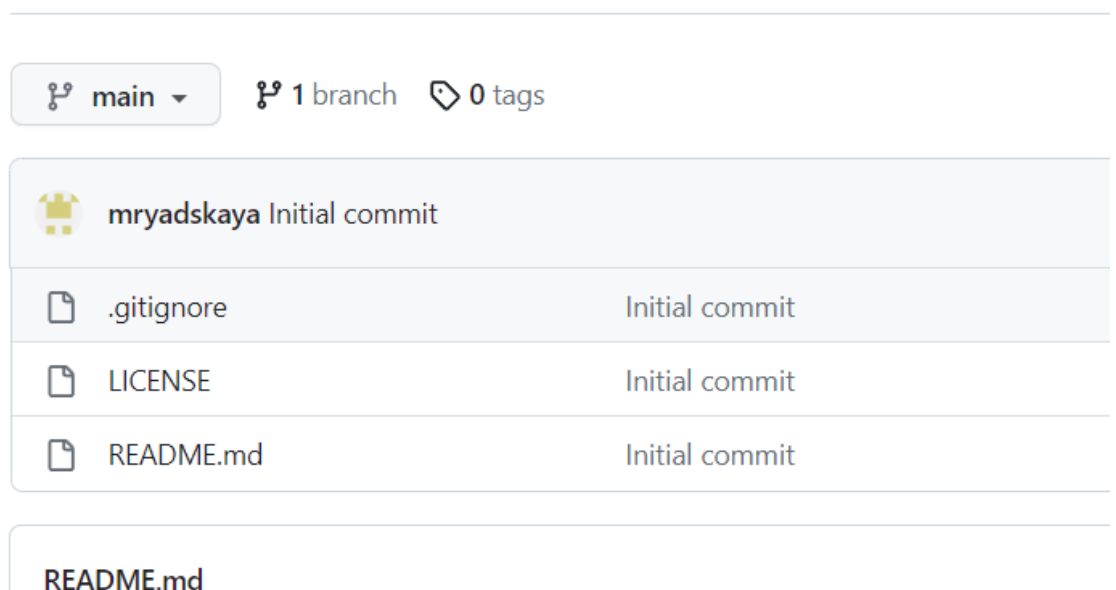 main 1 branch 0 tags
mryadskaya Initial commit
.gitignore Initial commit
LICENSE Initial commit
README.md Initial commit
README.md